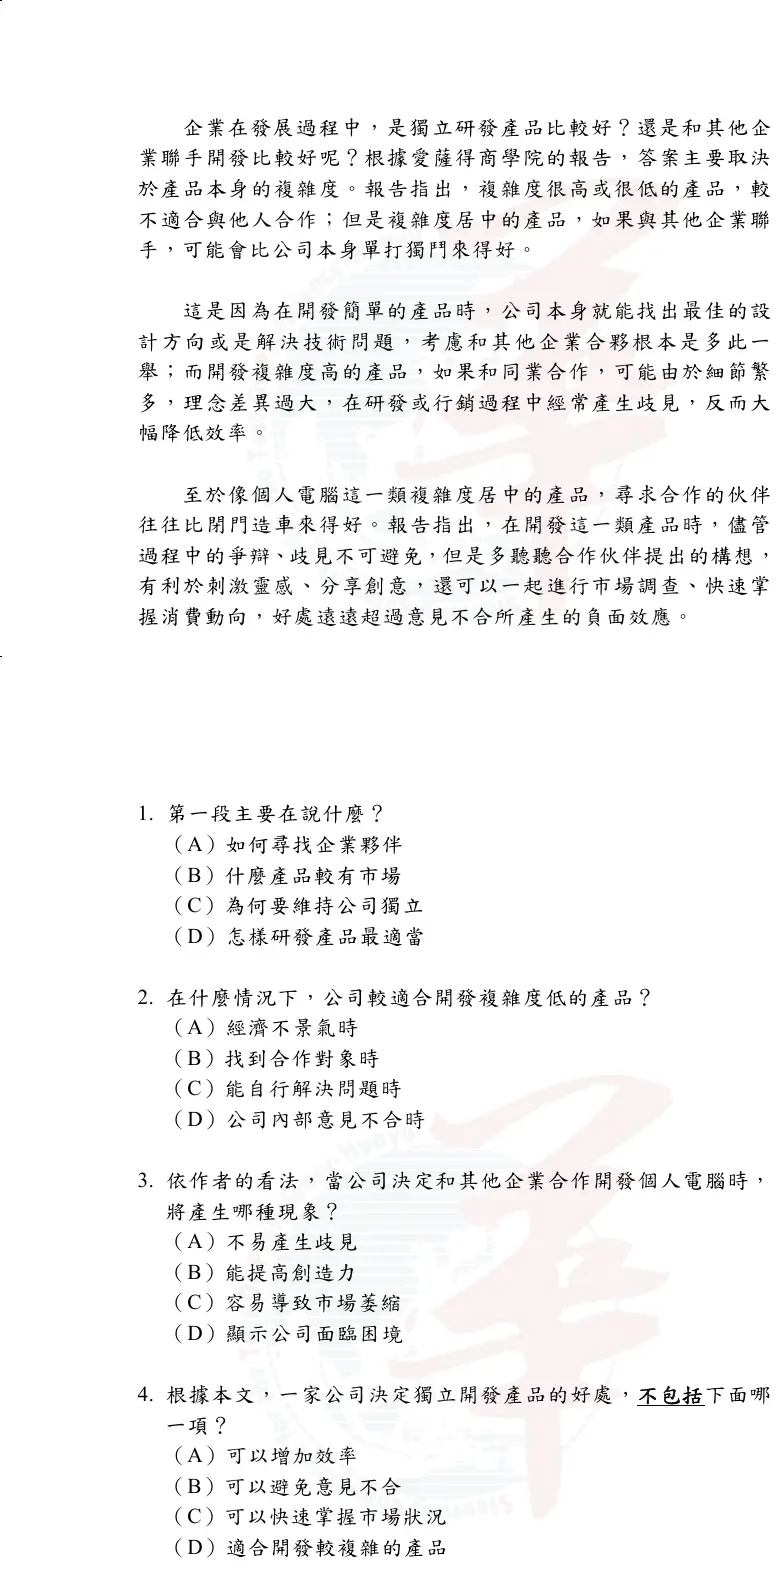 企業在發展過程中，是獨立研發產品比較好？還是和其他企
業聯手開發比較好呢？根據愛薩得商學院的報告，答案主要取決
於產品本身的複雜度。報告指出，複雜度很高或很低的產品，較
不適合與他人合作；但是複雜度居中的產品，如果與其他企業聯
手，可能會比公司本身單打獨鬥來得好。
這是因為在開發簡單的產品時，公司本身就能找出最佳的設
計方向或是解決技術問題，考慮和其他企業合夥根本是多此一
舉；而開發複雜度高的產品，如果和同業合作，可能由於細節繁
多，理念差異過大，在研發或行銷過程中經常產生歧見，反而大
幅降低效率。
至於像個人電腦這一類複雜度居中的產品，尋求合作的伙伴
往往比閉門造車來得好。報告指出，在開發這一類產品時，儘管
過程中的爭辯、歧見不可避免，但是多聽聽合作伙伴提出的構想，
有利於刺激靈感、分享創意，還可以一起進行市場調查、快速掌
握消費動向，好處遠遠超過意見不合所產生的負面效應。
1. 第一段主要在說什麼？
（A）如何尋找企業夥伴
（B）什麼產品較有市場
（C）為何要維持公司獨立
（D）怎樣研發產品最適當
2. 在什麼情況下，公司較適合開發複雜度低的產品？
（A）經濟不景氣時
（B）找到合作對象時
（C）能自行解決問題時
（D）公司內部意見不合時
3. 依作者的看法，當公司決定和其他企業合作開發個人電腦時，
將產生哪種現象？
（A）不易產生歧見
（B）能提高創造力
（C）容易導致市場萎縮
（D）顯示公司面臨困境
4. 根據本文，一家公司決定獨立開發產品的好處，不包括下面哪
一項？
（A）可以增加效率
（B）可以避免意見不合
（C）可以快速掌握市場狀況
（D）適合開發較複雜的產品